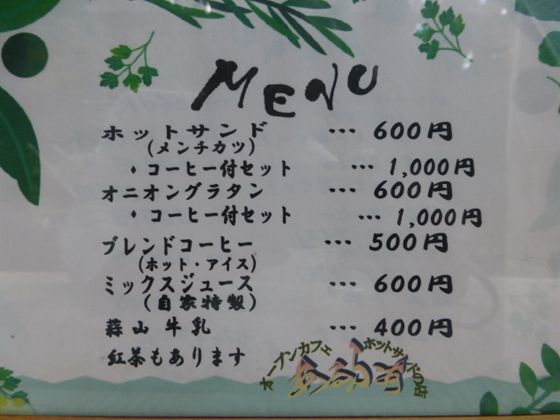 MENU
ホットサンド … 600円
(メンチカツ)
・コーヒー付セット … 1,000円
オニオングラタン … 600円
・コーヒー付セット … 1,000円
ブレンドコーヒー … 500円
(ホット・アイス)
ミックスジュース … 600円
(自家特製)
蒜山牛乳 … 400円
紅茶もあります
オープンカフェ
ホットサンドの店